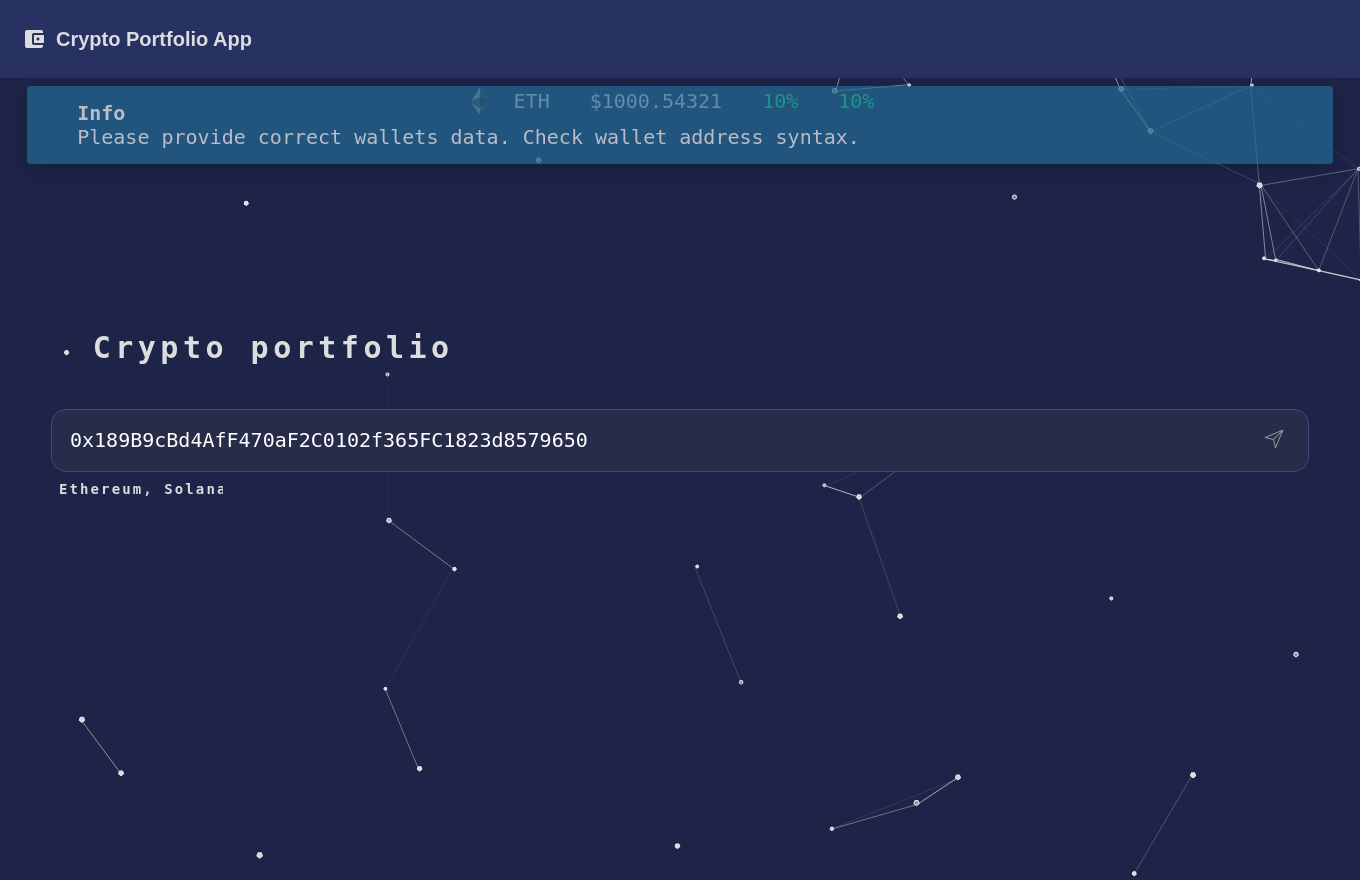 Crypto Portfolio App
ETH $1000.54321 10% 10%
Info
Please provide correct wallets data. Check wallet address syntax.
Crypto portfolio
0x189B9cBd4AfF470aF2C0102f365FC1823d8579650
Ethereum, Solana